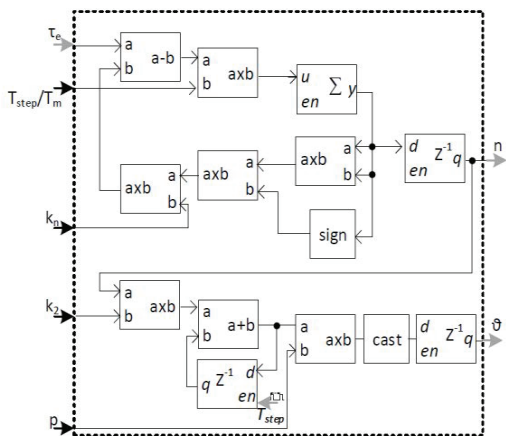 τe
a
a-b
b
a
axb
b
u
Σ y
en
Tstep/Tm
a
axb
b
a
axb
b
a
axb
b
d
Z-1 q
en
n
kn
sign
k2
a
axb
b
a
a+b
b
a
axb
b
cast
d
Z-1 q
en
ϑ
q Z-1 d
en
Tstep
p